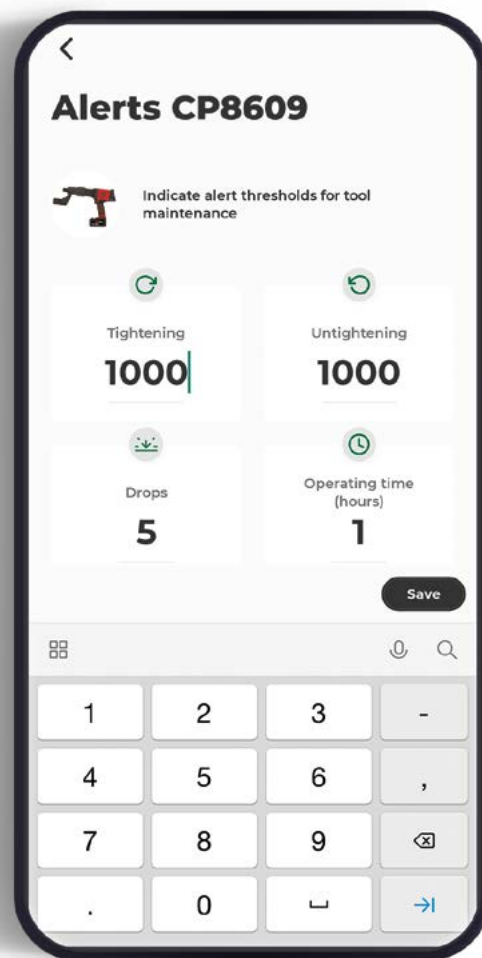 Alerts CP8609
Indicate alert thresholds for tool
maintenance
Tightening
1000
Untightening
1000
Drops
5
Operating time
(hours)
1
Save
1 2 3 -
4 5 6 ,
7 8 9
. 0